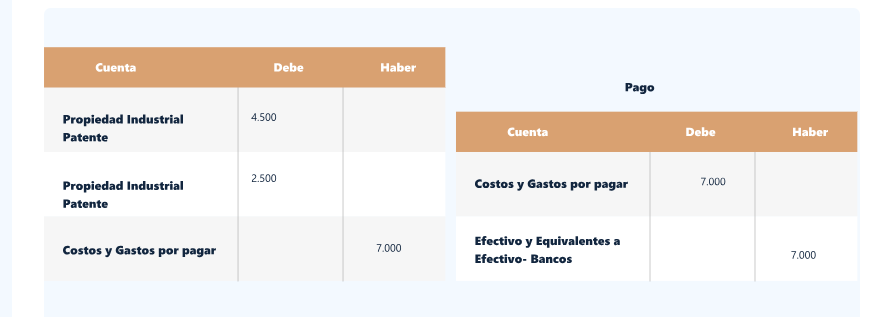 Cuenta Debe Haber
Propiedad Industrial
Patente
4.500
Propiedad Industrial
Patente
2.500
Costos y Gastos por pagar 7.000
Pago
Cuenta Debe Haber
Costos y Gastos por pagar 7.000
Efectivo y Equivalentes a
Efectivo- Bancos
7.000